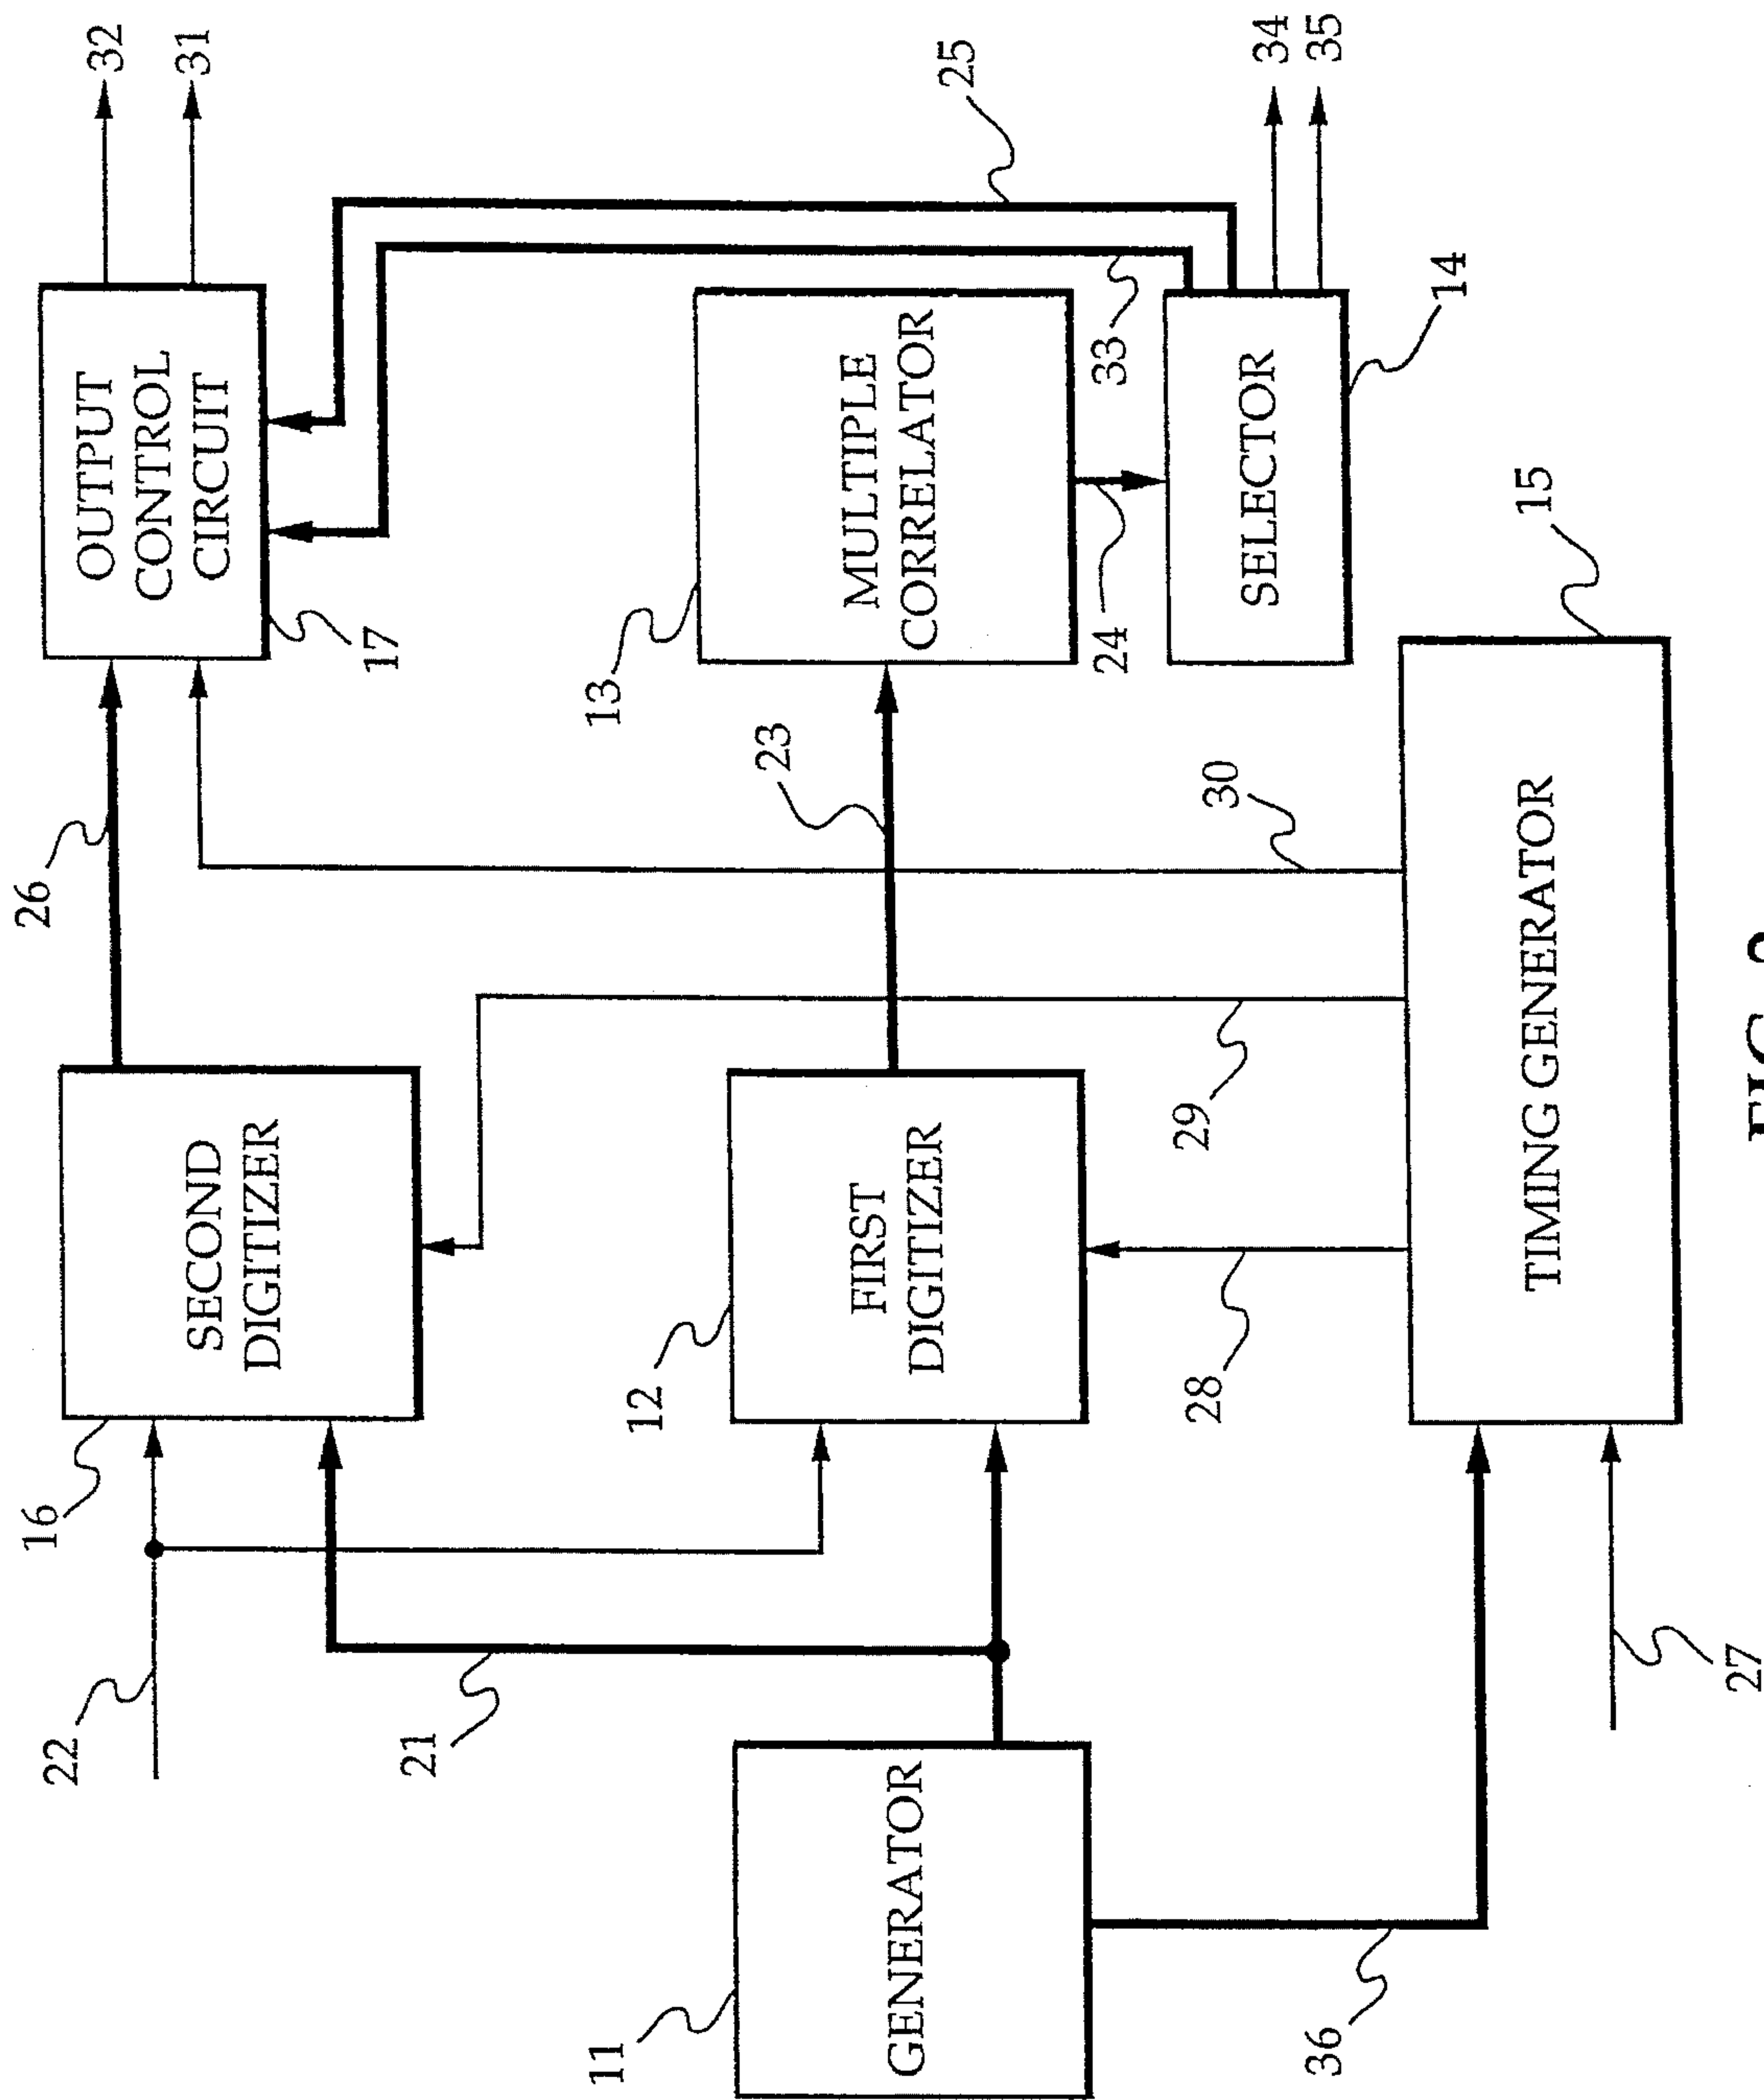 22
16
26
32
31
SECOND
DIGITIZER
OUTPUT
CONTROL
CIRCUIT
17
21
25
11
12
13
GENERATOR
FIRST
DIGITIZER
23
MULTIPLE
CORRELATOR
24
33
36
28
29
30
SELECTOR
34
35
14
27
TIMING GENERATOR
15
FIG.